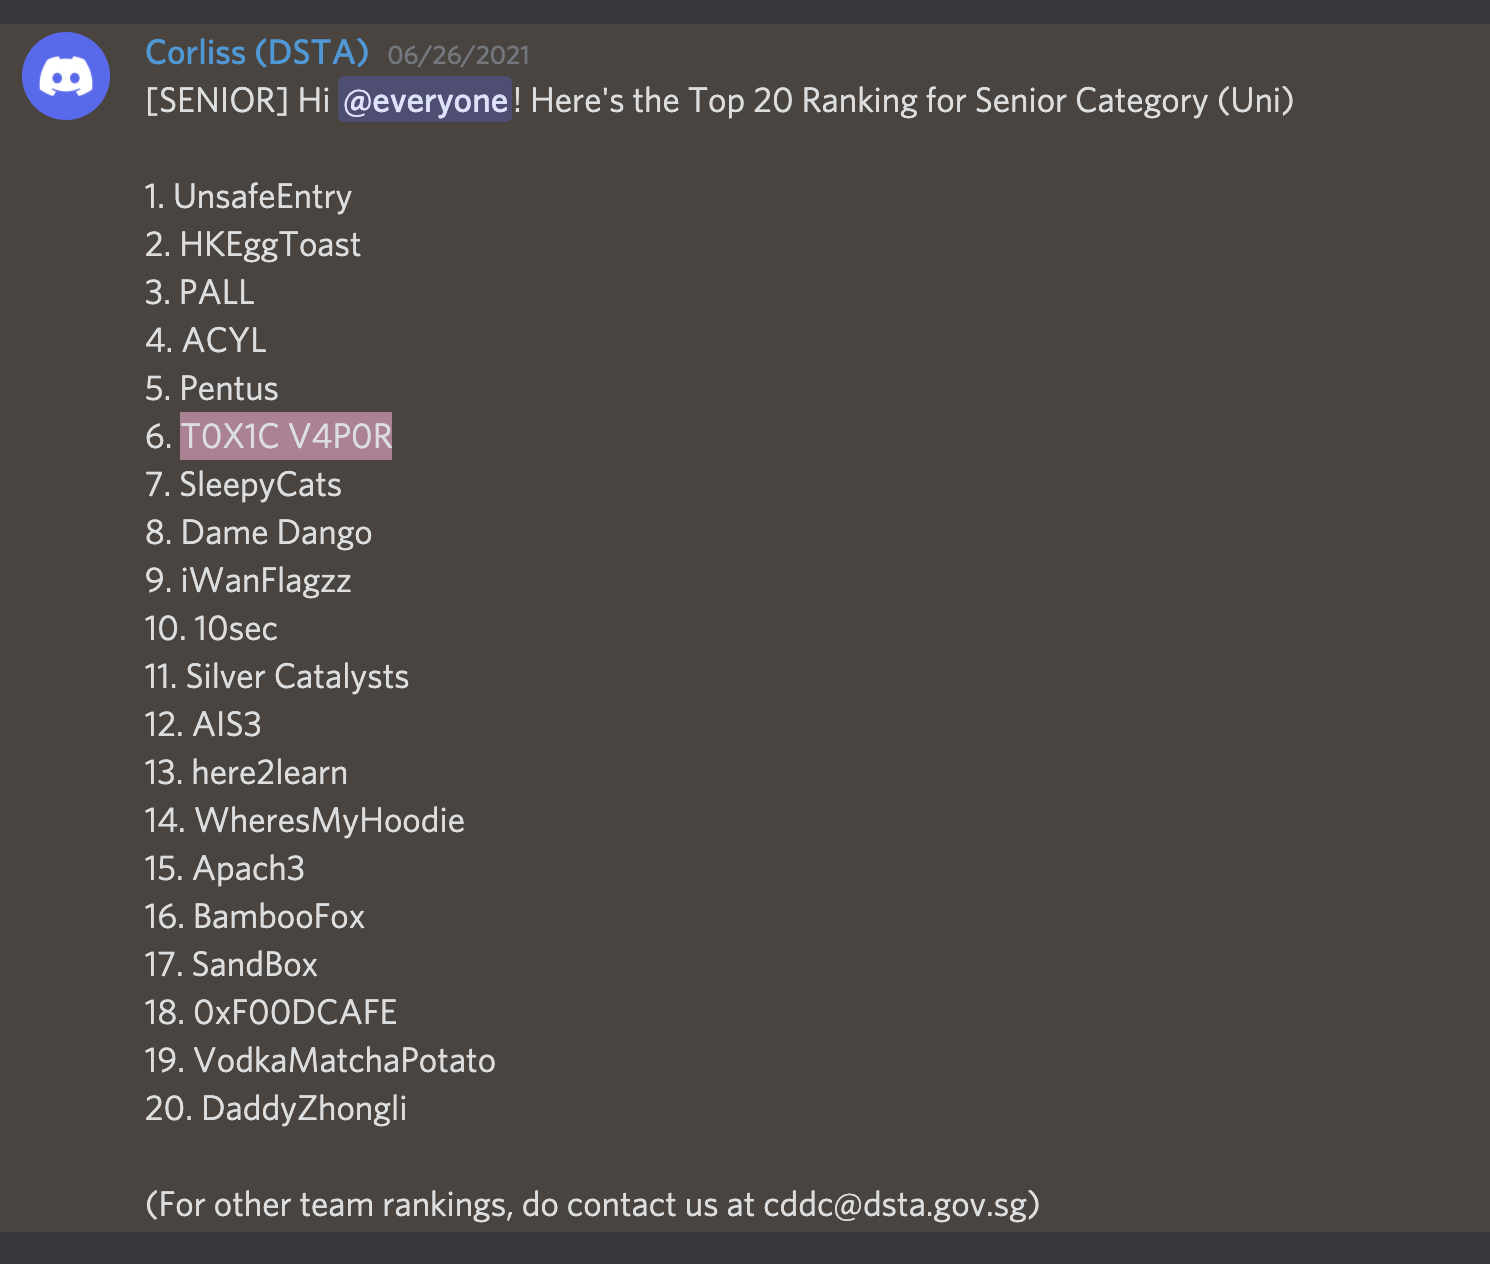 Corliss (DSTA) 06/26/2021
[SENIOR] Hi @everyone! Here's the Top 20 Ranking for Senior Category (Uni)
1. UnsafeEntry
2. HKEggToast
3. PALL
4. ACYL
5. Pentus
6. T0X1C V4P0R
7. SleepyCats
8. Dame Dango
9. iWanFlagzz
10. 10sec
11. Silver Catalysts
12. AIS3
13. here2learn
14. WheresMyHoodie
15. Apach3
16. BambooFox
17. SandBox
18. 0xF00DCAFE
19. VodkaMatchaPotato
20. DaddyZhongli
(For other team rankings, do contact us at cddc@dsta.gov.sg)